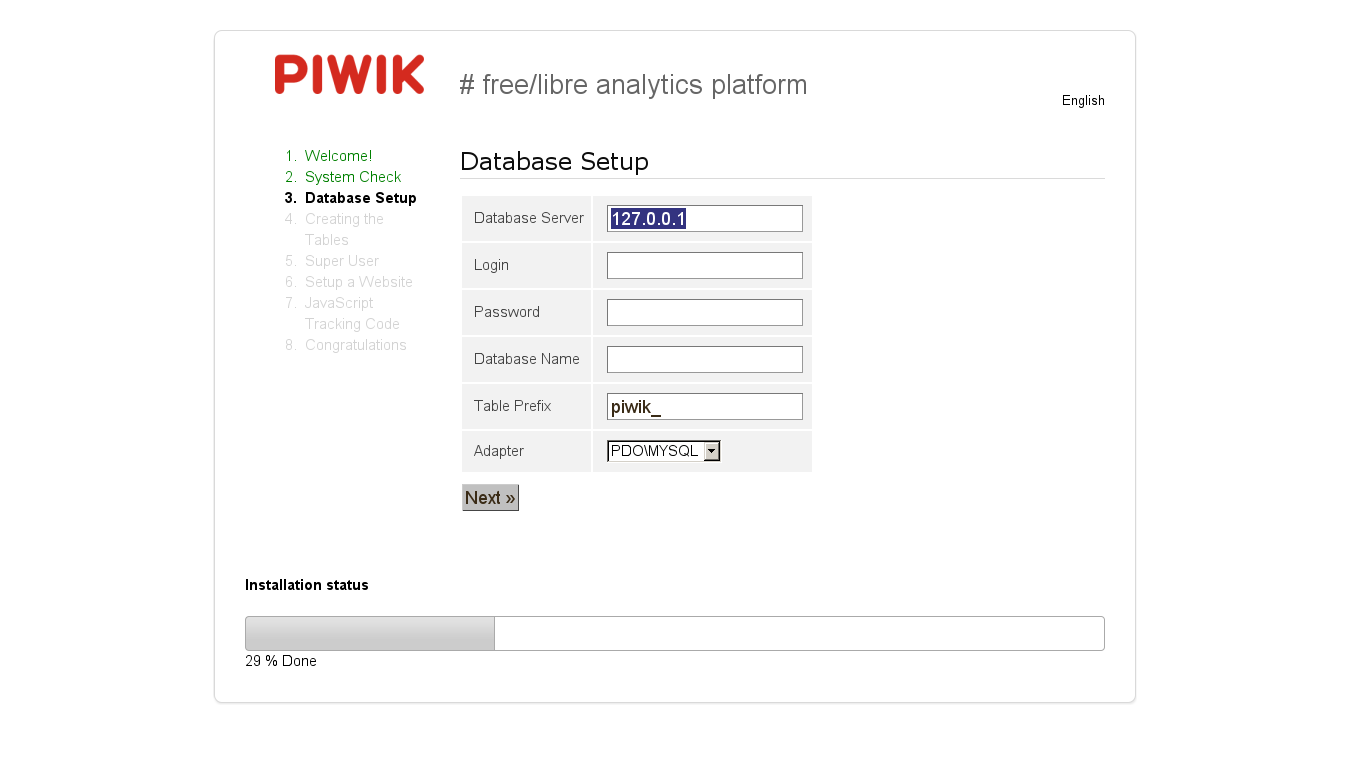 PIWIK
# free/libre analytics platform
English
1. Welcome!
2. System Check
3. Database Setup
4. Creating the
Tables
5. Super User
6. Setup a Website
7. JavaScript
Tracking Code
8. Congratulations
Database Setup
Database Server 127.0.0.1
Login
Password
Database Name
Table Prefix piwik_
Adapter PDO\MYSQL
Next »
Installation status
29 % Done